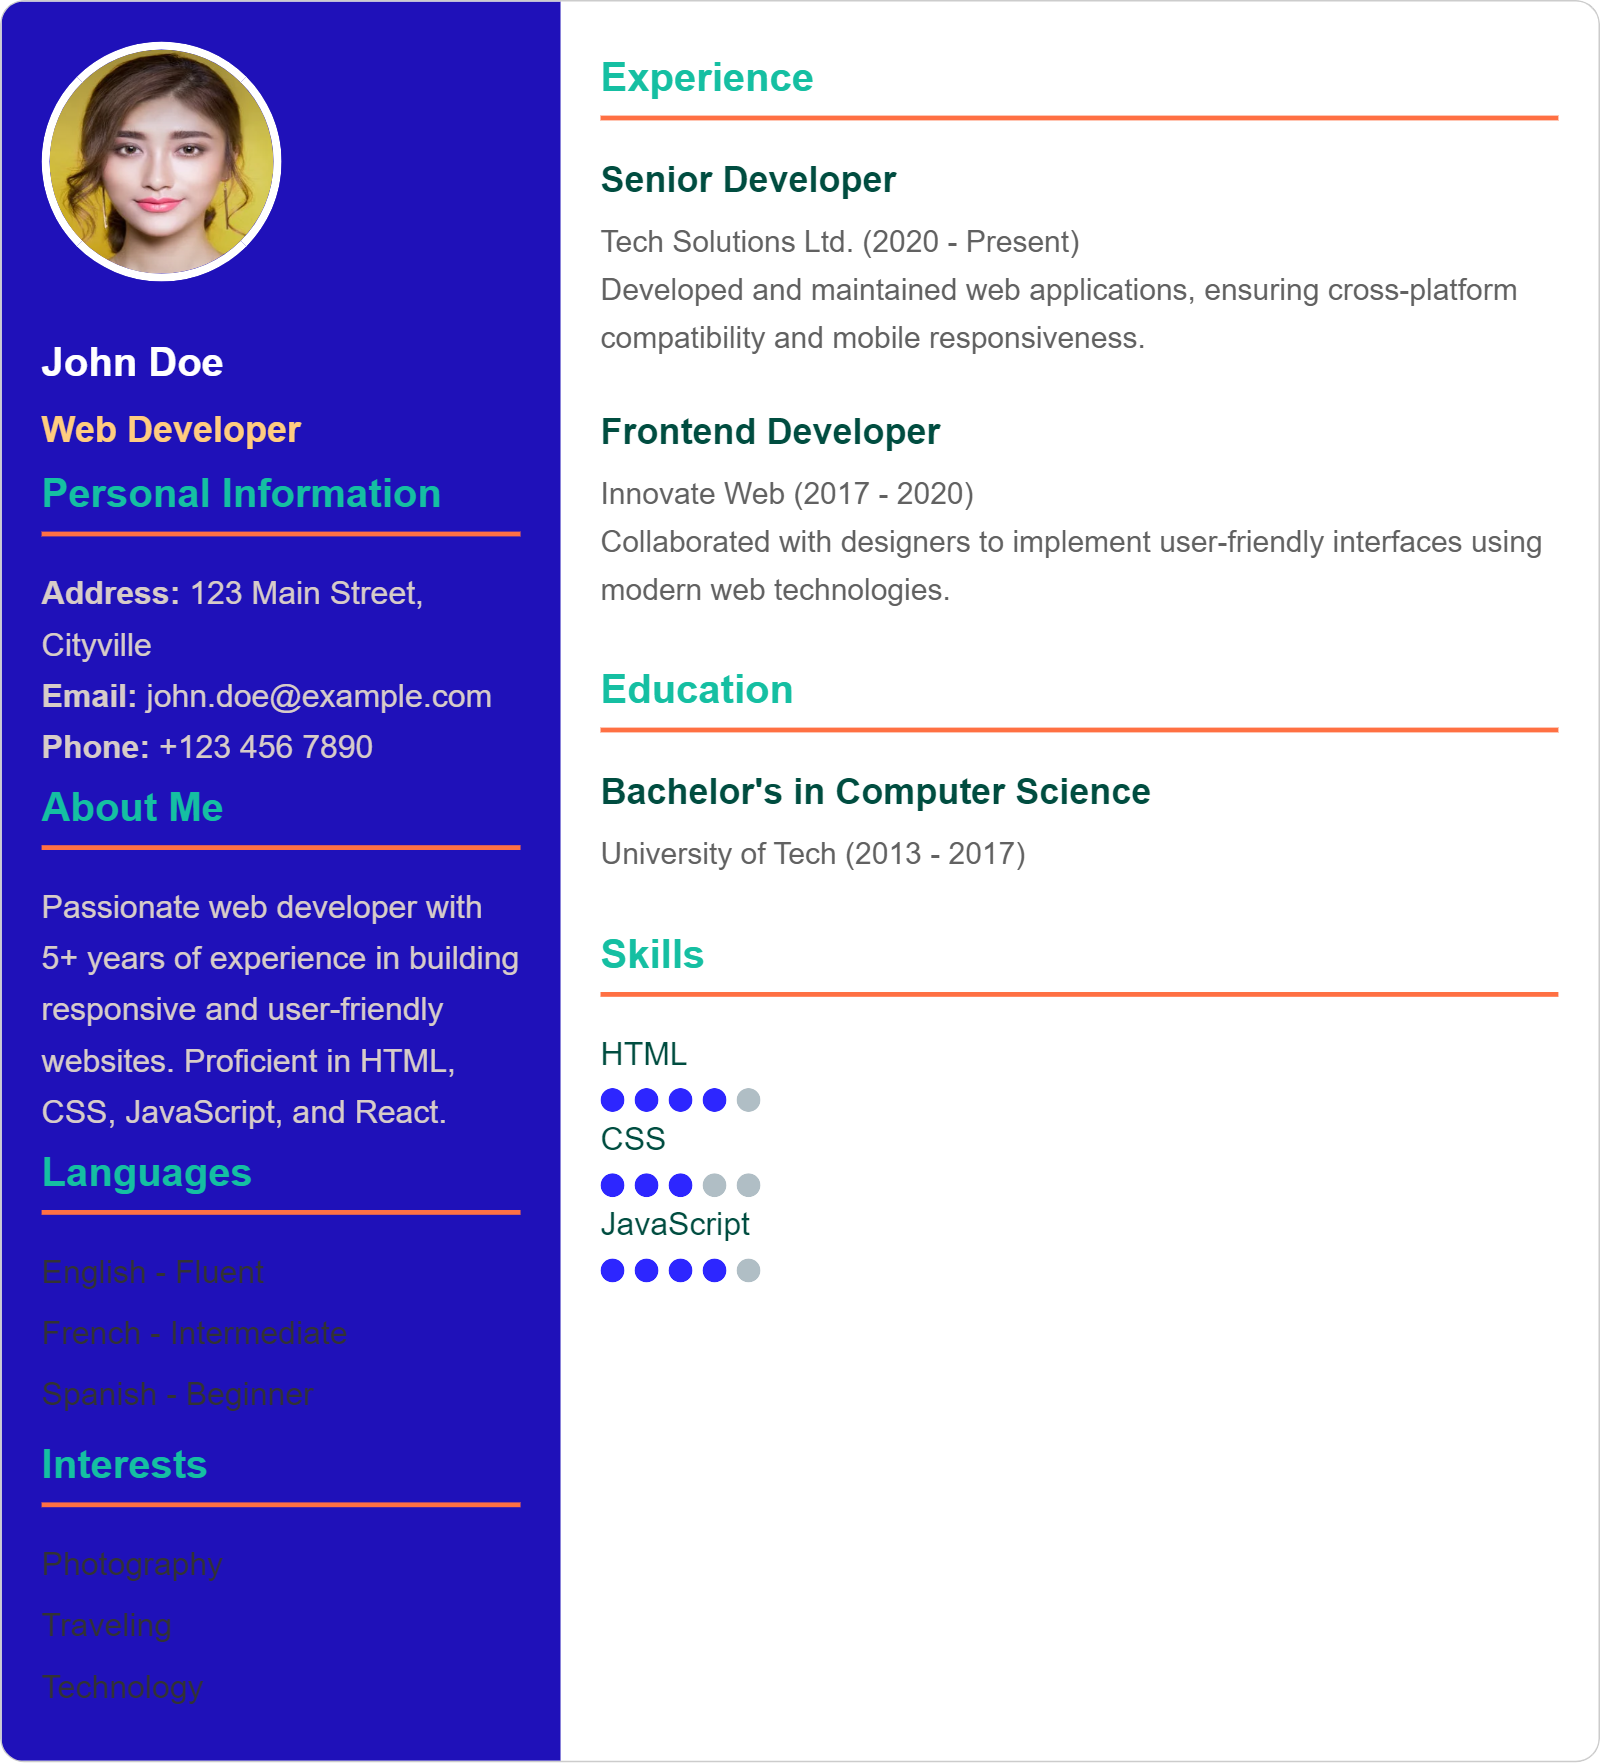 John Doe
Web Developer
Personal Information
Address: 123 Main Street,
Cityville
Email: john.doe@example.com
Phone: +123 456 7890
About Me
Passionate web developer with
5+ years of experience in building
responsive and user-friendly
websites. Proficient in HTML,
CSS, JavaScript, and React.
Languages
English - Fluent
French - Intermediate
Spanish - Beginner
Interests
Photography
Traveling
Technology
Experience
Senior Developer
Tech Solutions Ltd. (2020 - Present)
Developed and maintained web applications, ensuring cross-platform
compatibility and mobile responsiveness.
Frontend Developer
Innovate Web (2017 - 2020)
Collaborated with designers to implement user-friendly interfaces using
modern web technologies.
Education
Bachelor's in Computer Science
University of Tech (2013 - 2017)
Skills
HTML
CSS
JavaScript